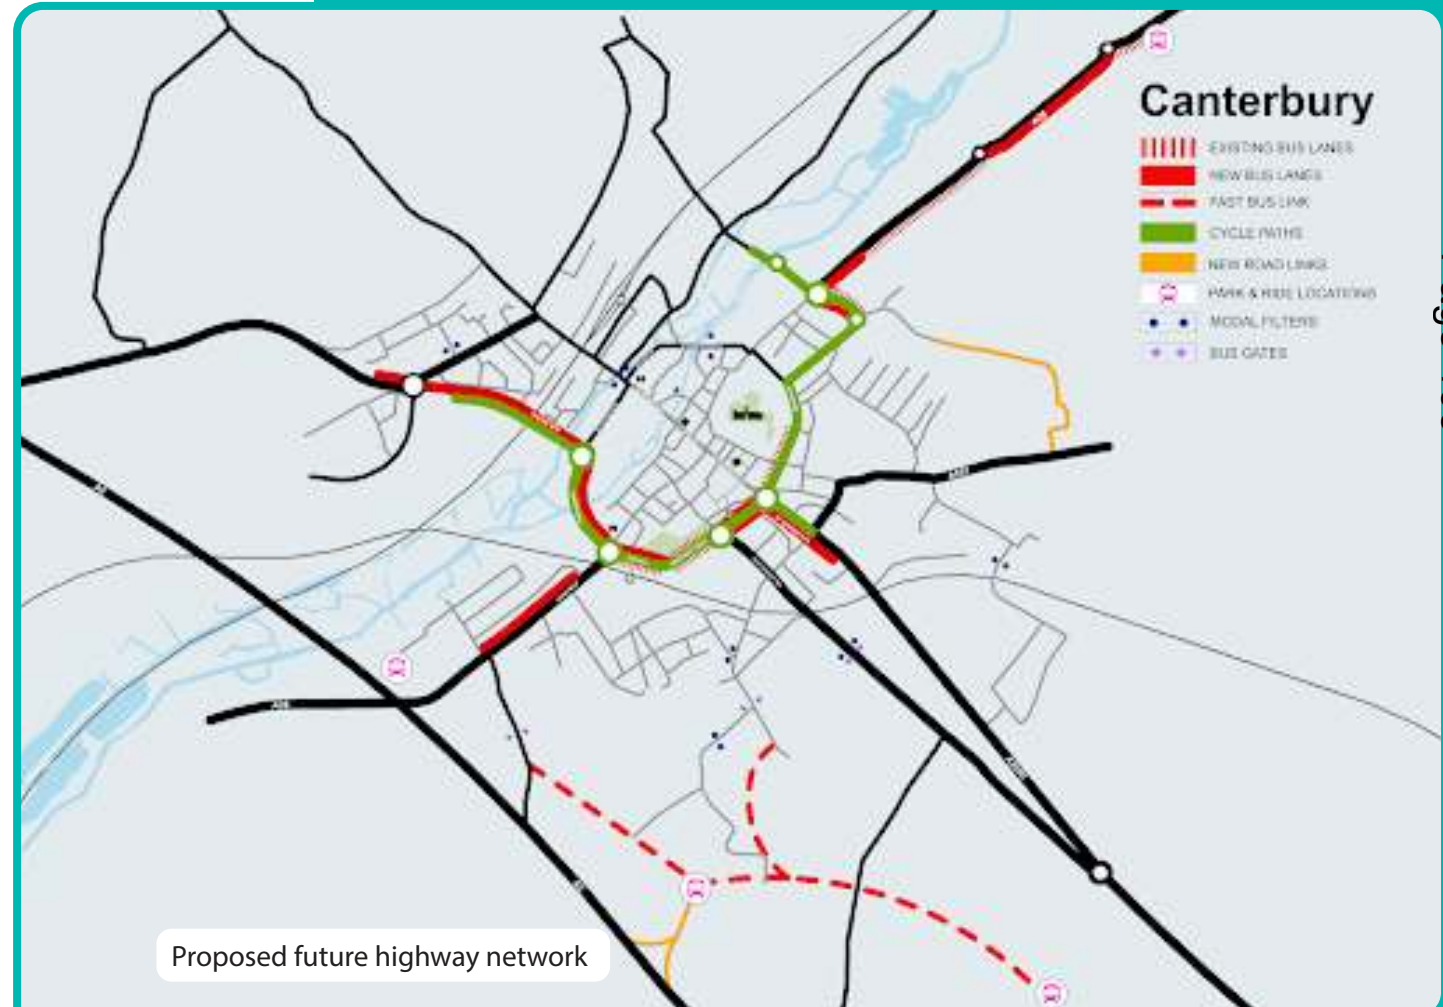 Canterbury
EXISTING BUS LANES
NEW BUS LANES
FAST BUS LINK
CYCLE PATHS
NEW ROAD LINKS
PARK & RIDE LOCATIONS
MODAL FILTERS
BUS GATES
Proposed future highway network